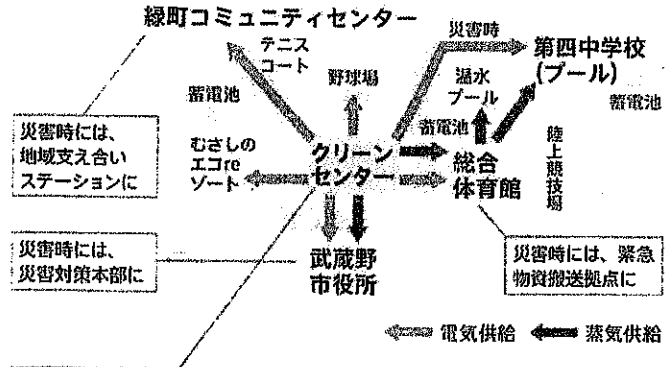 緑町コミュニティセンター
テニス
コート
災害時
第四中学校
(プール)
蓄電池
野球場
温水
プール
蓄電池
蓄電池
災害時には、
地域支え合い
ステーションに
むさしの
エコre
ゾート
クリーン
センター
総合
体育館
陸上競技場
災害時には、
災害対策本部に
武蔵野
市役所
災害時には、緊急
物資搬送拠点に
電気供給
蒸気供給